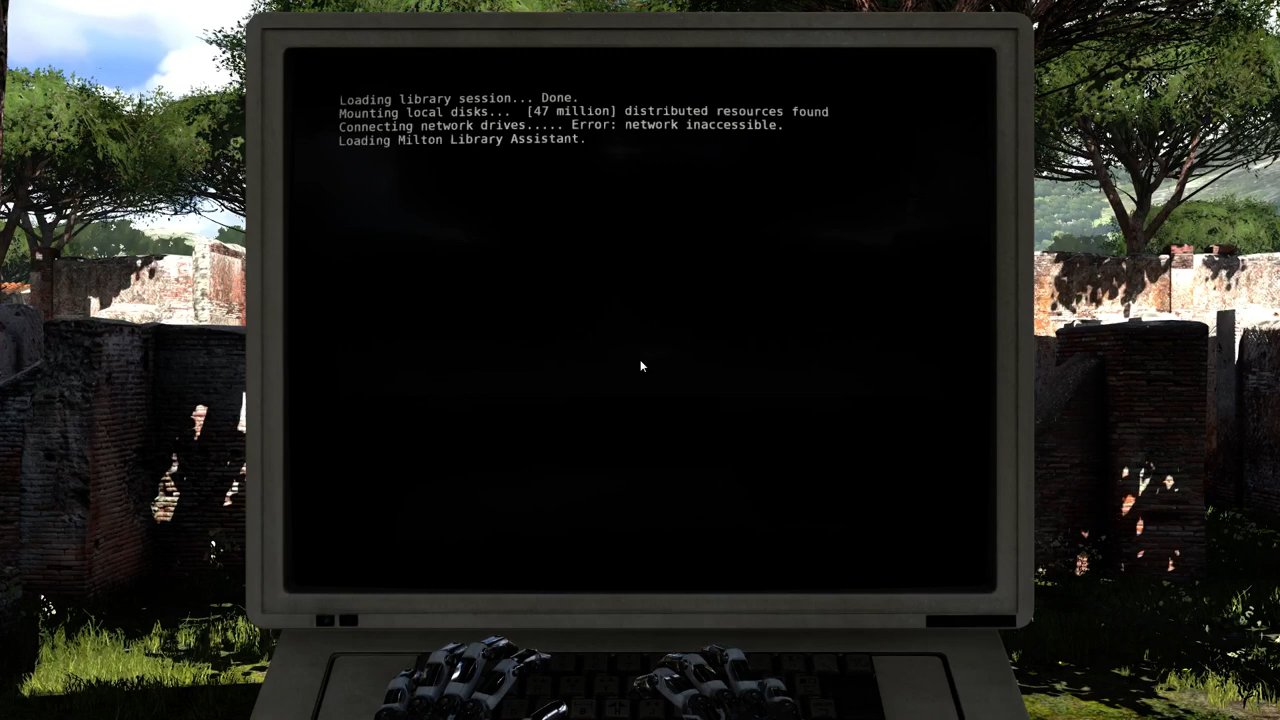 Loading library session... Done.
Mounting local disks...  [47 million] distributed resources found
Connecting network drives..... Error: network inaccessible.
Loading Milton Library Assistant.